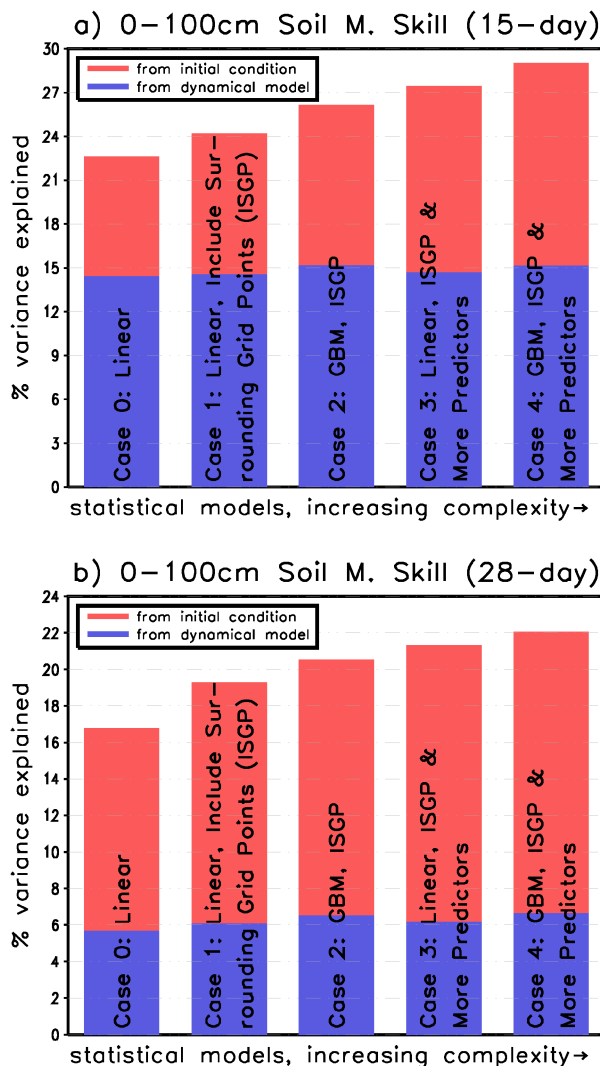 a) 0-100cm Soil M. Skill (15-day)
% variance explained
30
27
24
21
18
15
12
9
6
3
0
from initial condition
from dynamical model
Case 0: Linear
Case 1: Linear, Include Sur-
rounding Grid Points (ISGP)
Case 2: GBM, ISGP
Case 3: Linear, ISGP &
More Predictors
Case 4: GBM, ISGP &
More Predictors
statistical models, increasing complexity→
b) 0-100cm Soil M. Skill (28-day)
% variance explained
24
22
20
18
16
14
12
10
8
6
4
2
0
from initial condition
from dynamical model
Case 0: Linear
Case 1: Linear, Include Sur-
rounding Grid Points (ISGP)
Case 2: GBM, ISGP
Case 3: Linear, ISGP &
More Predictors
Case 4: GBM, ISGP &
More Predictors
statistical models, increasing complexity→